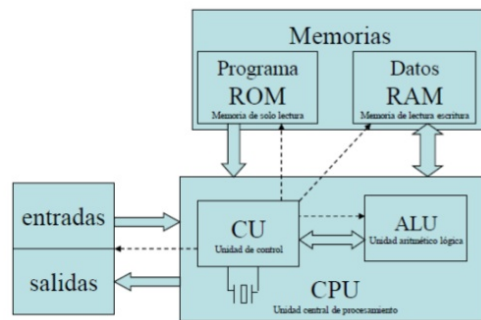 Memorias
Programa
ROM
Memoria de solo lectura
Datos
RAM
Memoria de lectura escritura
entradas
salidas
CU
Unidad de control
ALU
Unidad aritmético lógica
CPU
Unidad central de procesamiento